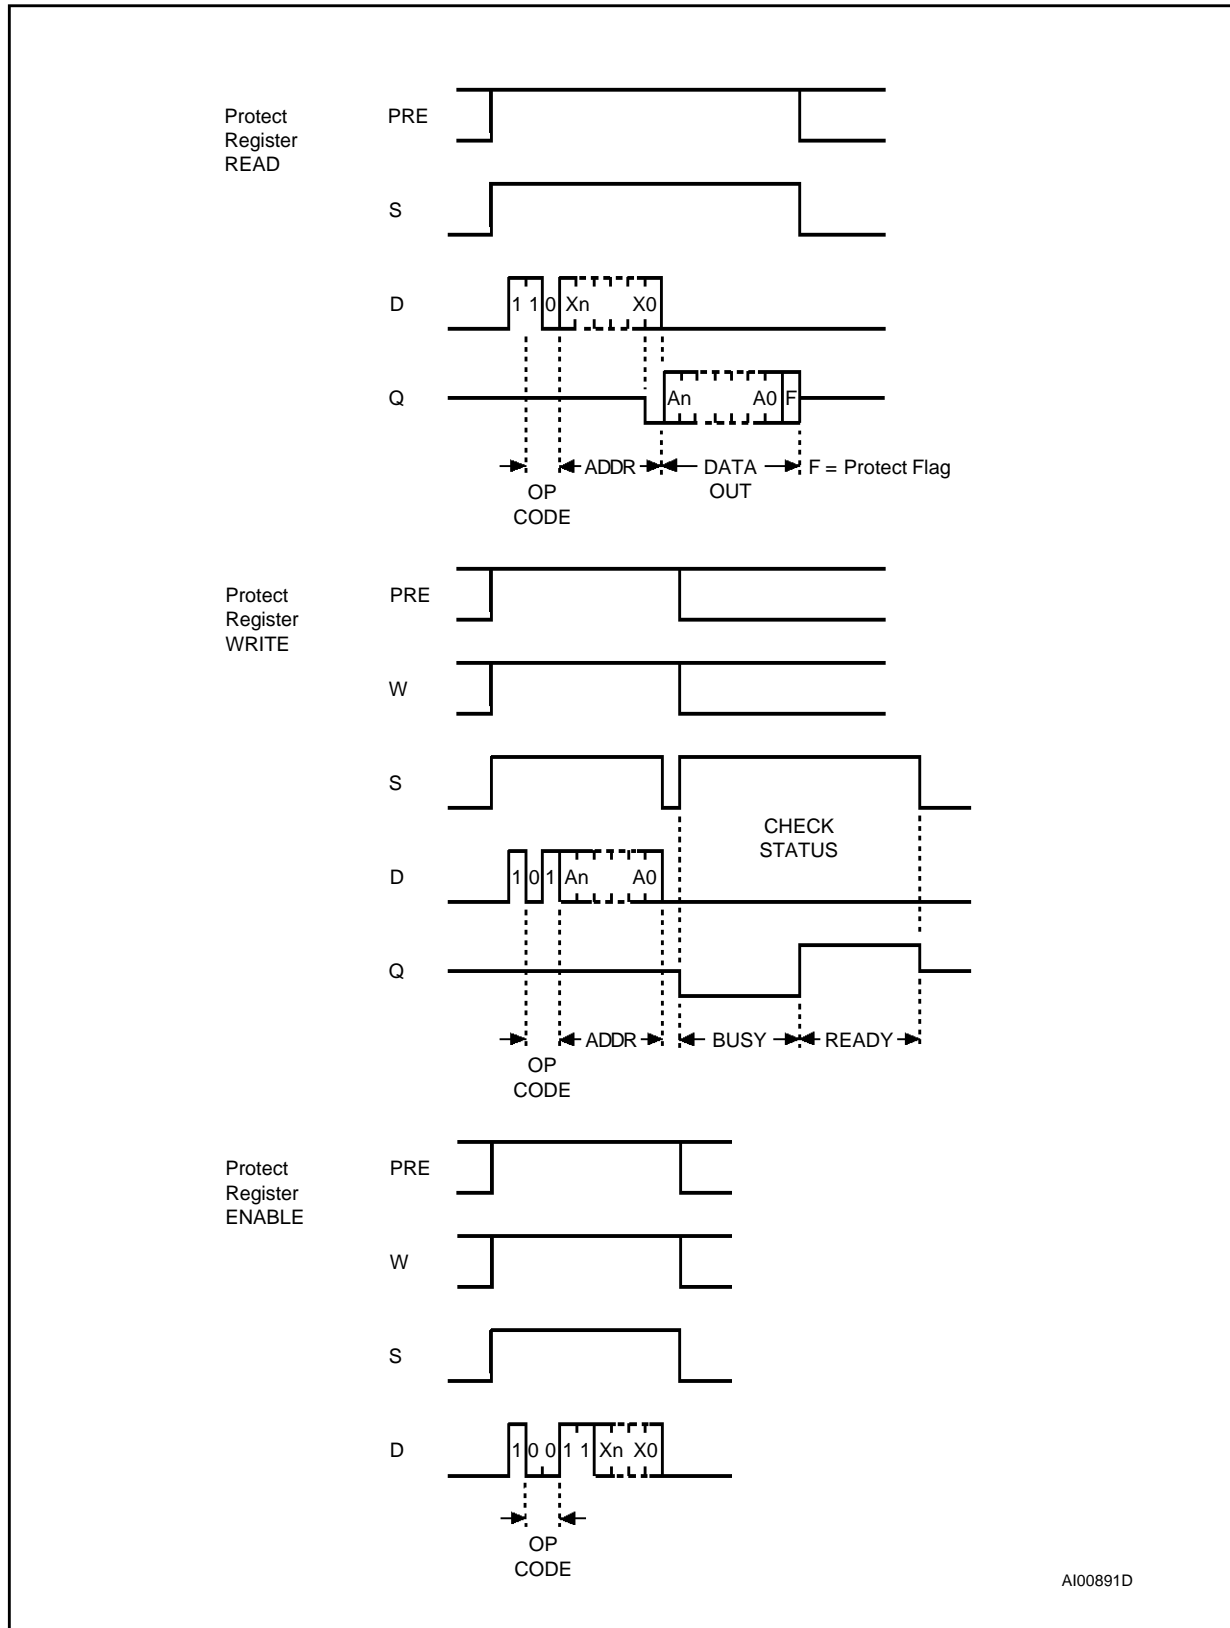 Protect
Register
READ
PRE
S
D
1 1 0 Xn X0
Q
An A0 F
ADDR
DATA
OUT
F = Protect Flag
OP
CODE
Protect
Register
WRITE
PRE
W
S
CHECK
STATUS
D
1 0 1 An A0
Q
ADDR
BUSY
READY
OP
CODE
Protect
Register
ENABLE
PRE
W
S
D
1 0 0 1 1 Xn X0
OP
CODE
AI00891D